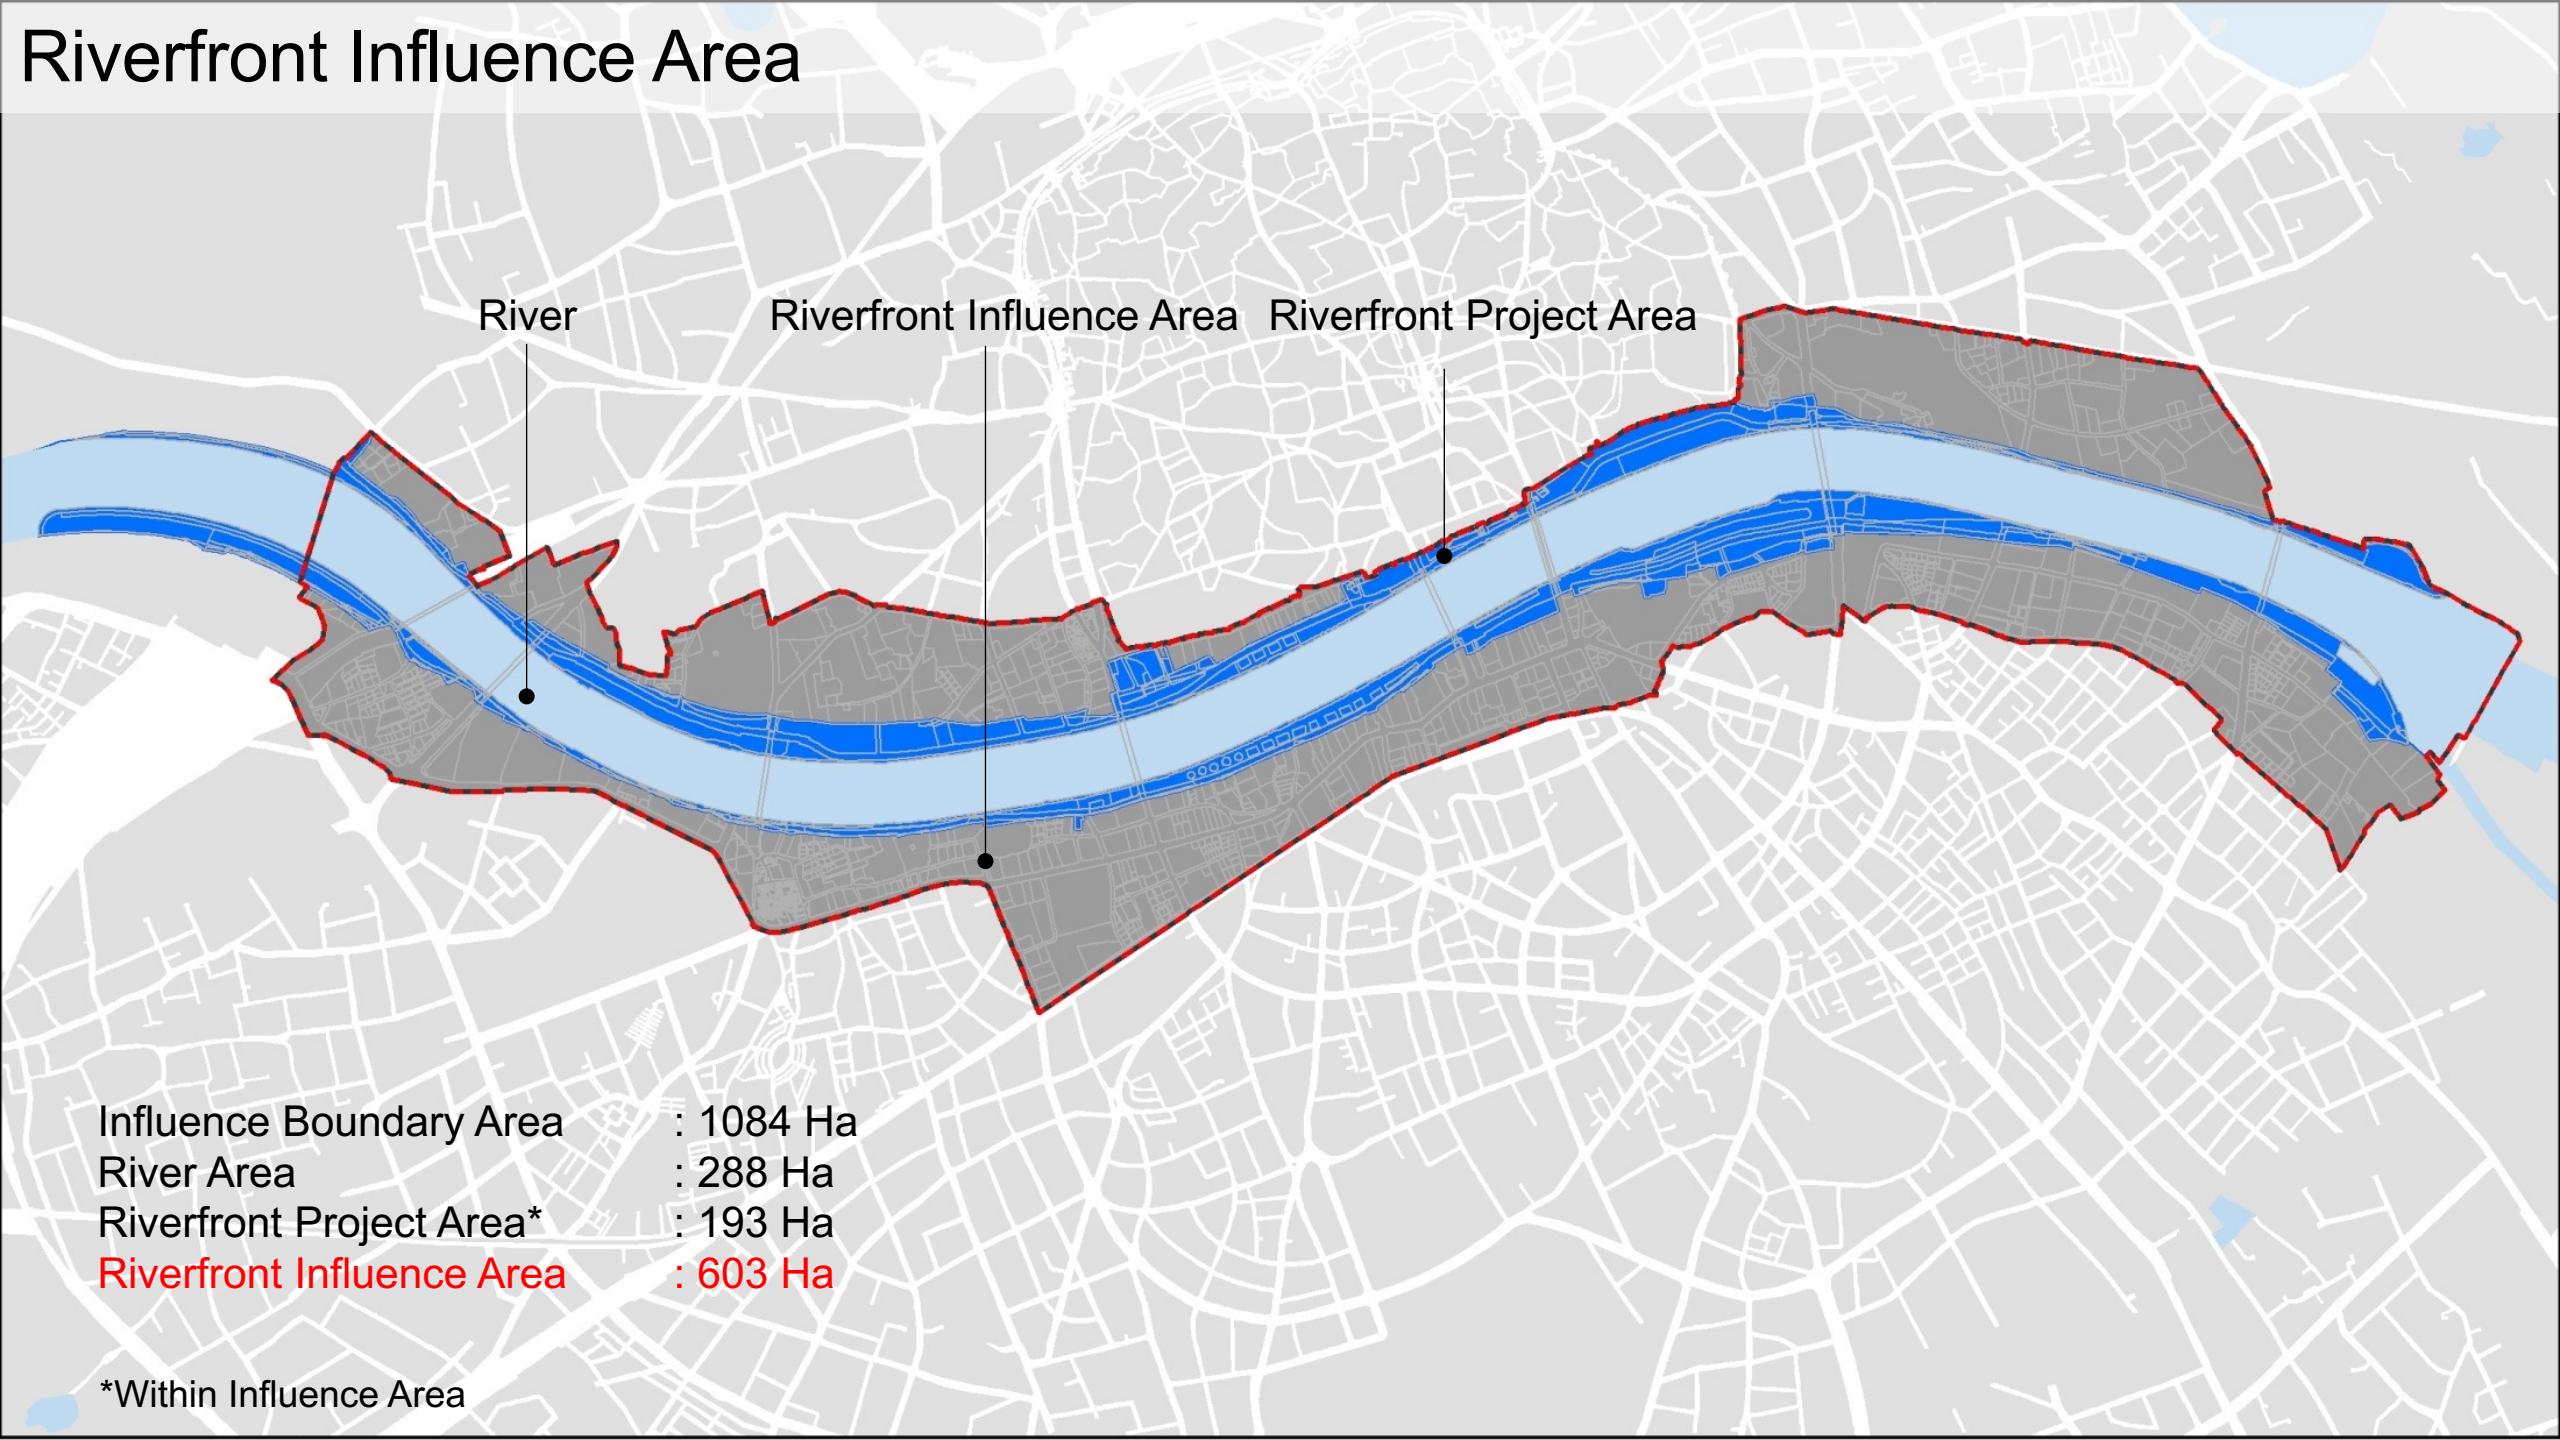 Riverfront Influence Area
River
Riverfront Influence Area
Riverfront Project Area
Influence Boundary Area : 1084 Ha
River Area : 288 Ha
Riverfront Project Area* : 193 Ha
Riverfront Influence Area : 603 Ha
*Within Influence Area